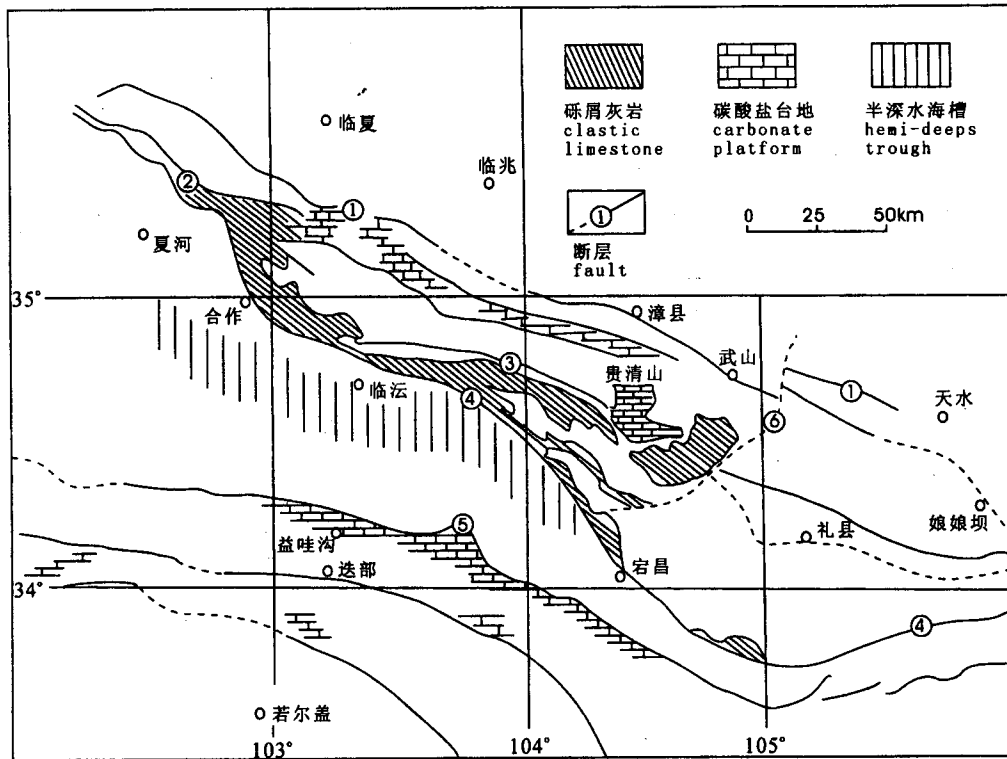 砾屑灰岩
clastic
limestone
碳酸盐台地
carbonate
platform
半深水海槽
hemi-deeps
trough
①
断层
fault
0 25 50km
临夏
临兆
②
①
夏河
35°
合作
漳县
武山
③
贵清山
临沄
④
①
天水
⑥
益哇沟
⑤
迭部
礼县
娘娘坝
宕昌
34°
④
若尔盖
103°
104°
105°